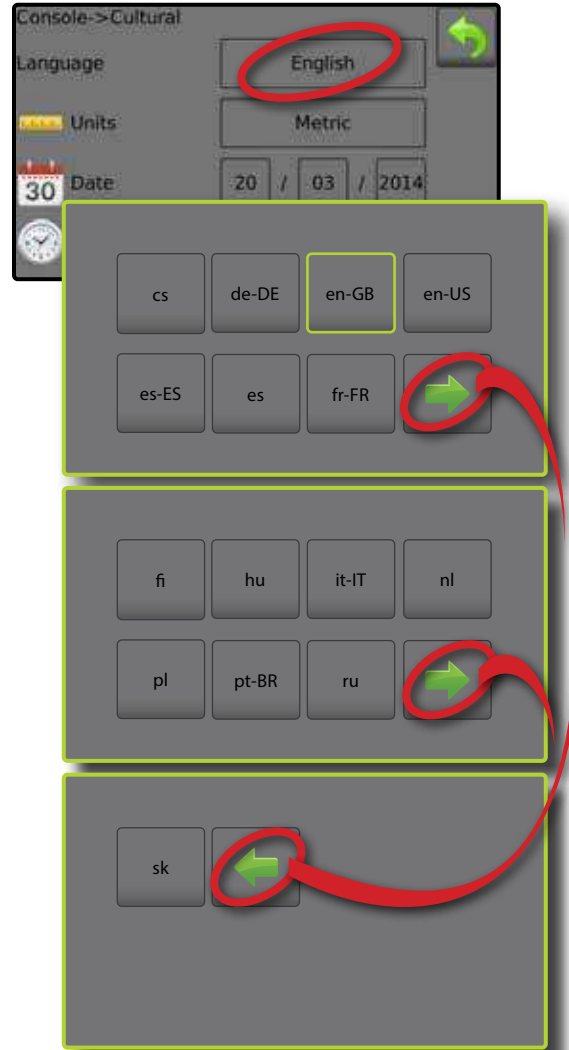 Console->Cultural
Language English
Units Metric
30 Date 20 / 03 / 2014
cs de-DE en-GB en-US
es-ES es fr-FR
fi hu it-IT nl
pl pt-BR ru
sk